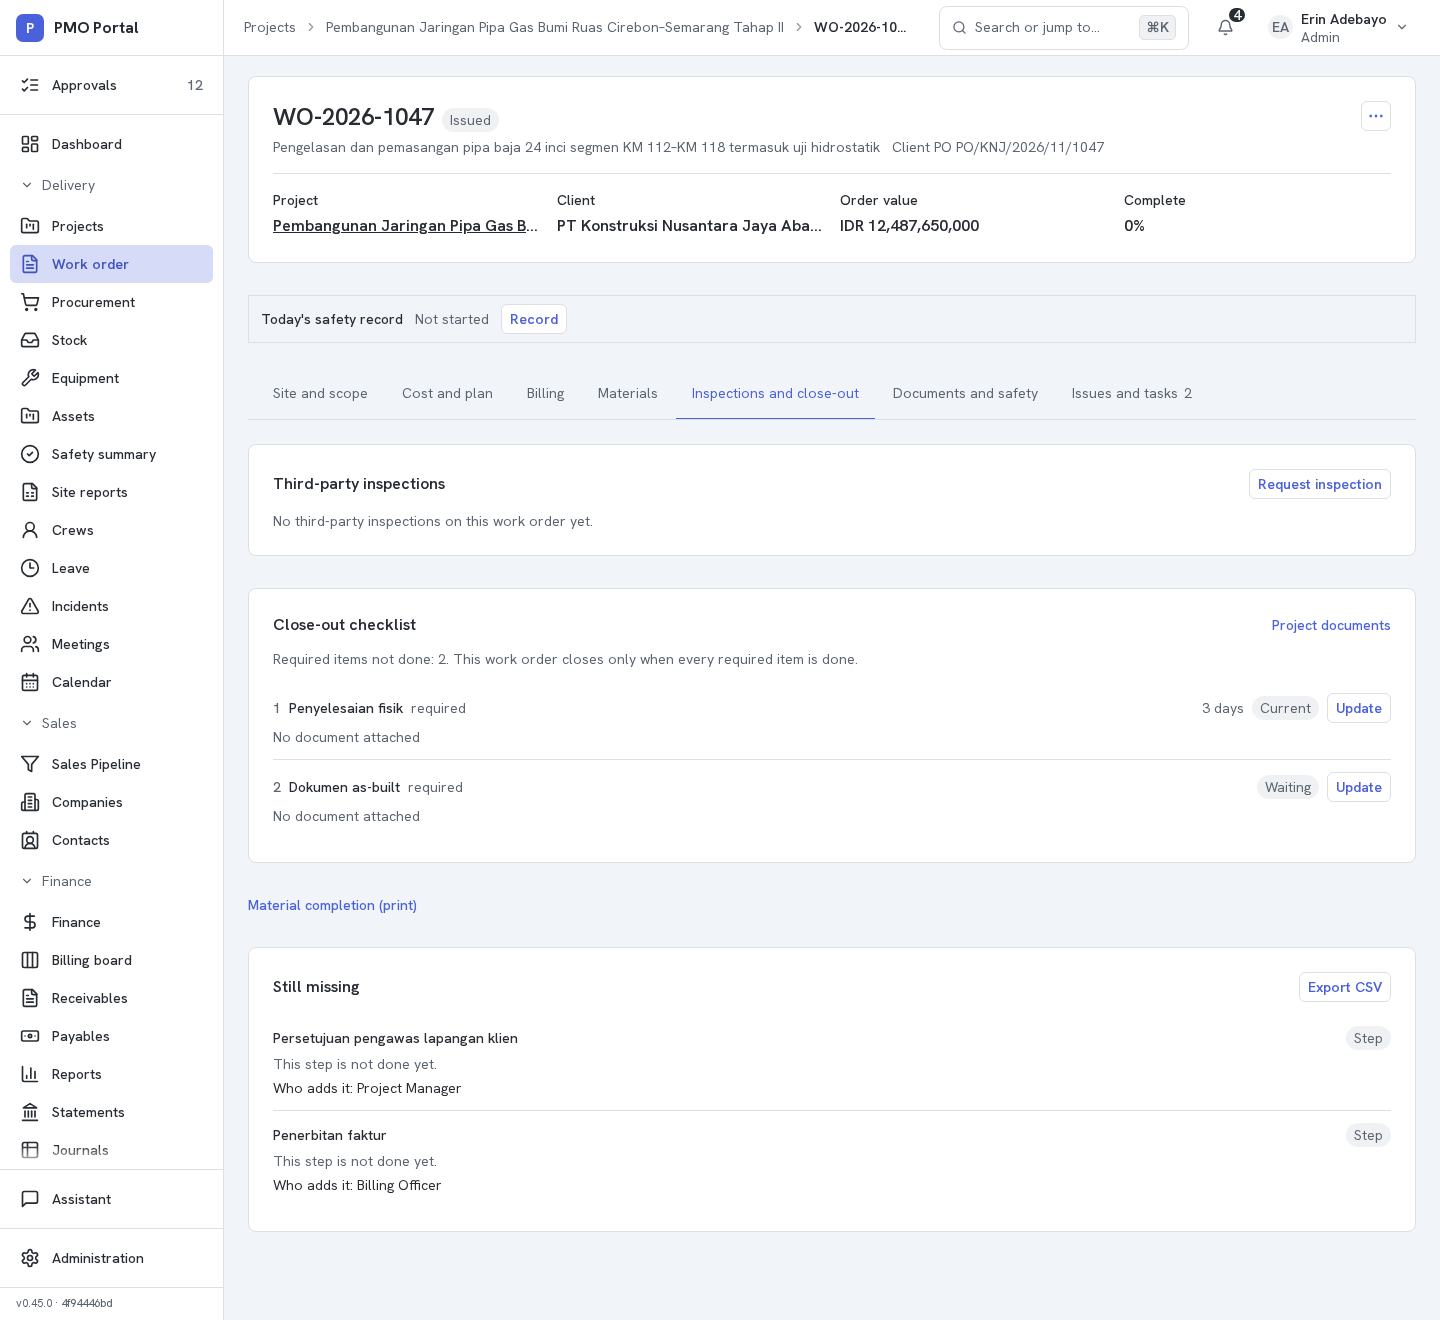 P PMO Portal
Projects > Pembangunan Jaringan Pipa Gas Bumi Ruas Cirebon–Semarang Tahap II > WO-2026-10...
Search or jump to... ⌘K
4
EA Erin Adebayo
Admin
Approvals 12
Dashboard
Delivery
Projects
Work order
Procurement
Stock
Equipment
Assets
Safety summary
Site reports
Crews
Leave
Incidents
Meetings
Calendar
Sales
Sales Pipeline
Companies
Contacts
Finance
Finance
Billing board
Receivables
Payables
Reports
Statements
Journals
Assistant
Administration
v0.45.0 · 4f94446bd
WO-2026-1047 Issued
Pengelasan dan pemasangan pipa baja 24 inci segmen KM 112–KM 118 termasuk uji hidrostatik Client PO PO/KNJ/2026/11/1047
Project Client Order value Complete
Pembangunan Jaringan Pipa Gas B... PT Konstruksi Nusantara Jaya Aba... IDR 12,487,650,000 0%
Today's safety record Not started Record
Site and scope Cost and plan Billing Materials Inspections and close-out Documents and safety Issues and tasks 2
Third-party inspections Request inspection
No third-party inspections on this work order yet.
Close-out checklist Project documents
Required items not done: 2. This work order closes only when every required item is done.
1 Penyelesaian fisik required 3 days Current Update
No document attached
2 Dokumen as-built required Waiting Update
No document attached
Material completion (print)
Still missing Export CSV
Persetujuan pengawas lapangan klien Step
This step is not done yet.
Who adds it: Project Manager
Penerbitan faktur Step
This step is not done yet.
Who adds it: Billing Officer